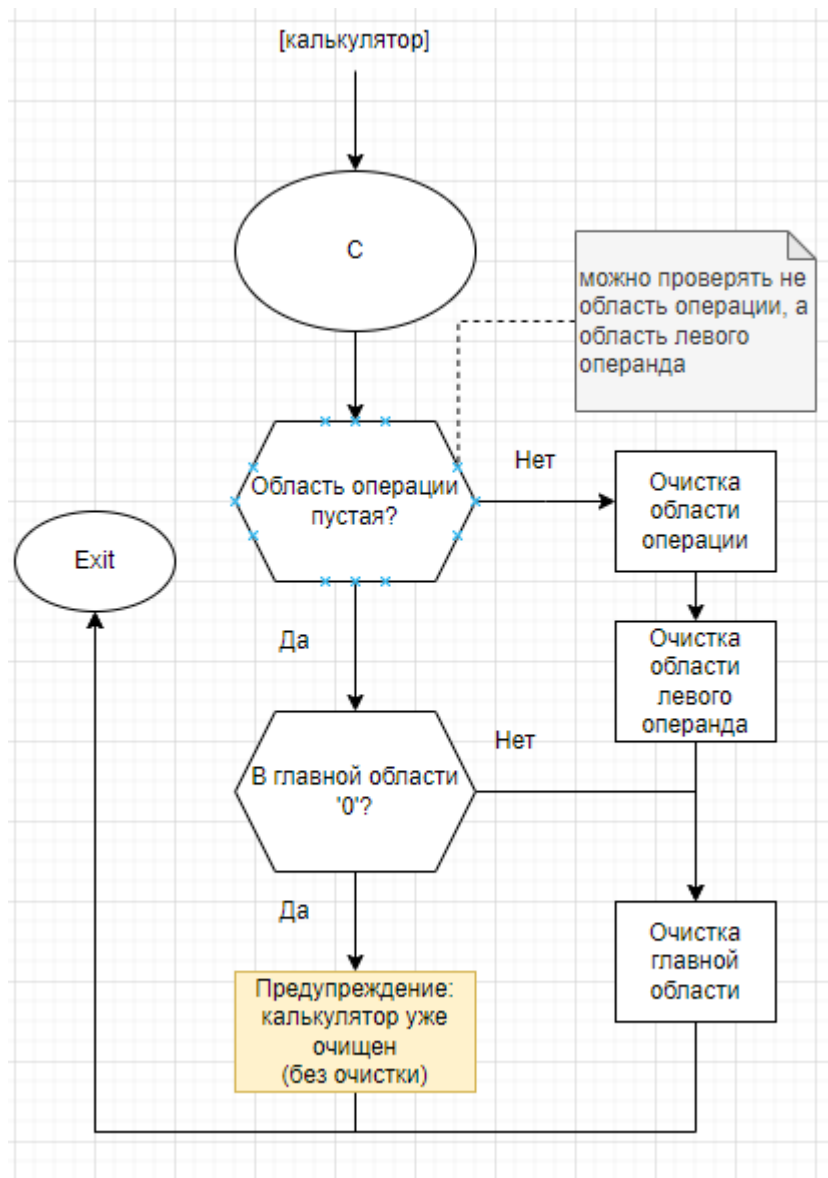 [калькулятор]
C
можно проверять не
область операции, а
область левого
операнда
Область операции
пустая?
Нет
Очистка
области
операции
Exit
Да
Очистка
области
левого
операнда
В главной области
'0'?
Нет
Да
Очистка
главной
области
Предупреждение:
калькулятор уже
очищен
(без очистки)